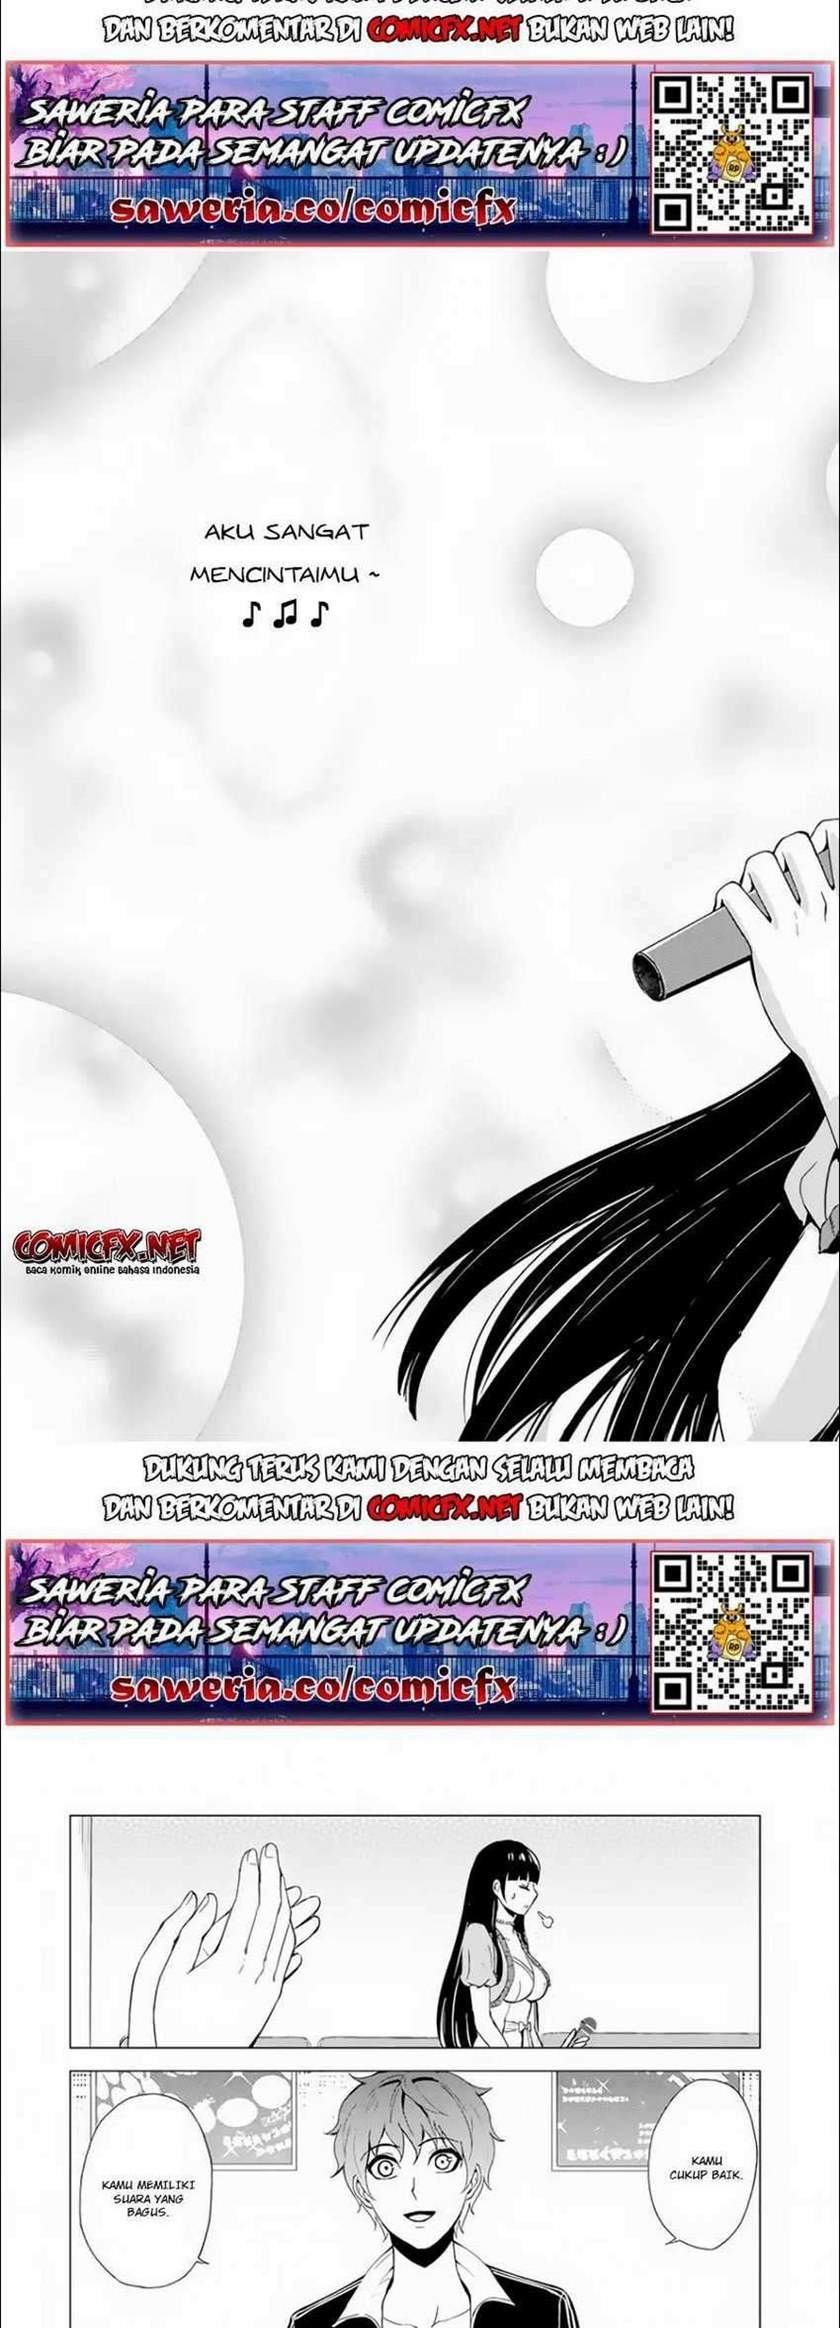 DAN BERKOMENTAR DI COMICFX.NET BUKAN WEB LAIN!
SAWERIA PARA STAFF COMICFX
BIAR PADA SEMANGAT UPDATENYA :)
saweria.co/comicfx
AKU SANGAT
MENCINTAIMU ~
♪ ♫ ♪
COMICFX.NET
Baca Komik Online Bahasa Indonesia
DUKUNG TERUS KAMI DENGAN SELALU MEMBACA
DAN BERKOMENTAR DI COMICFX.NET BUKAN WEB LAIN!
SAWERIA PARA STAFF COMICFX
BIAR PADA SEMANGAT UPDATENYA :)
saweria.co/comicfx
KAMU
CUKUP BAIK.
KAMU MEMILIKI
SUARA YANG
BAGUS.